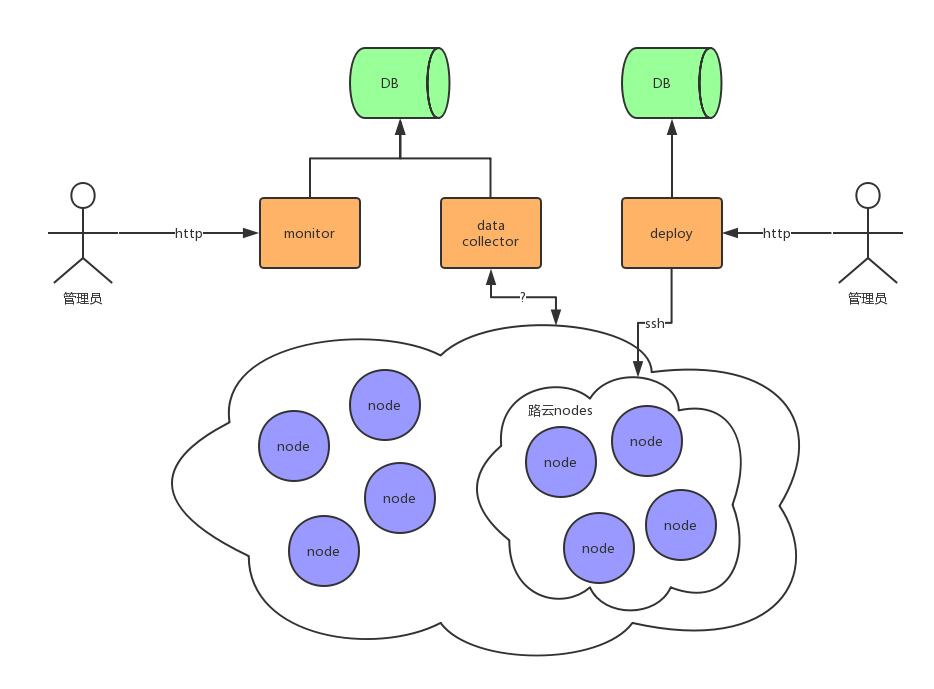 DB
DB
http
monitor
data
collector
deploy
http
管理员
管理员
?
ssh
node
路云nodes
node
node
node
node
node
node
node